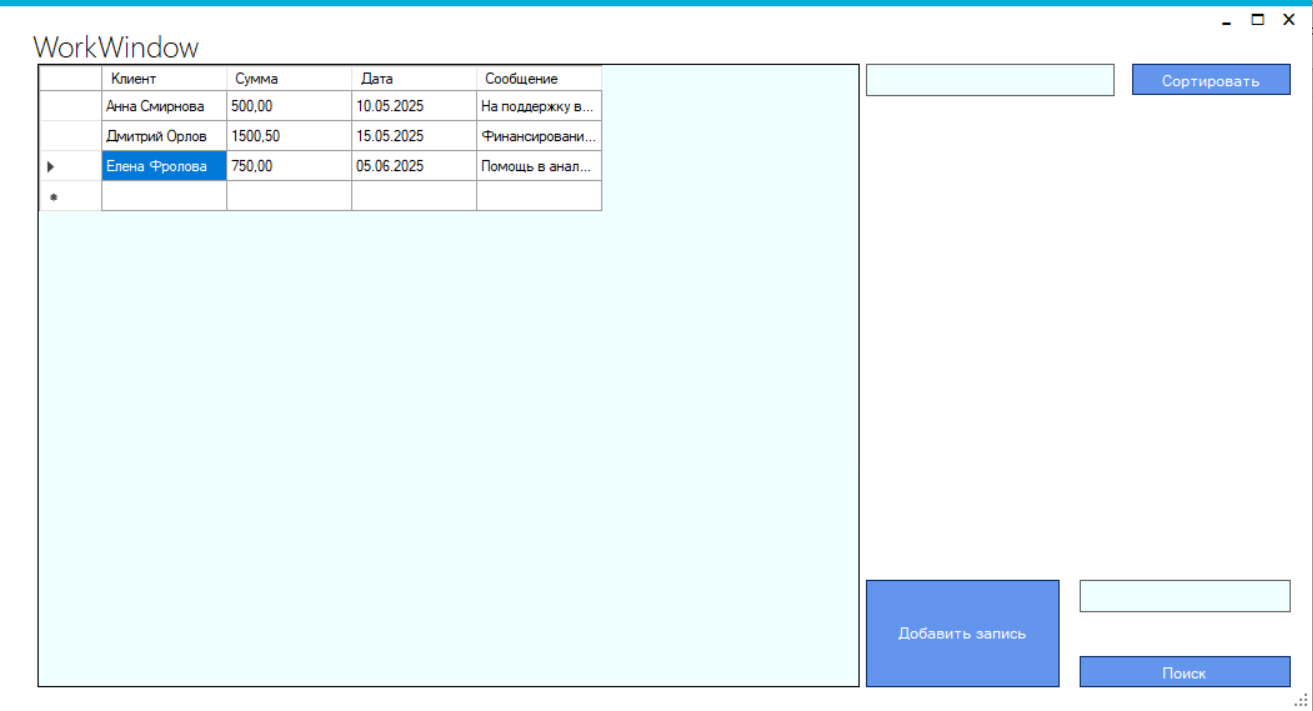 WorkWindow
Клиент Сумма Дата Сообщение
Анна Смирнова 500,00 10.05.2025 На поддержку в...
Дмитрий Орлов 1500,50 15.05.2025 Финансировани...
Елена Фролова 750,00 05.06.2025 Помощь в анал...
Сортировать
Добавить запись
Поиск